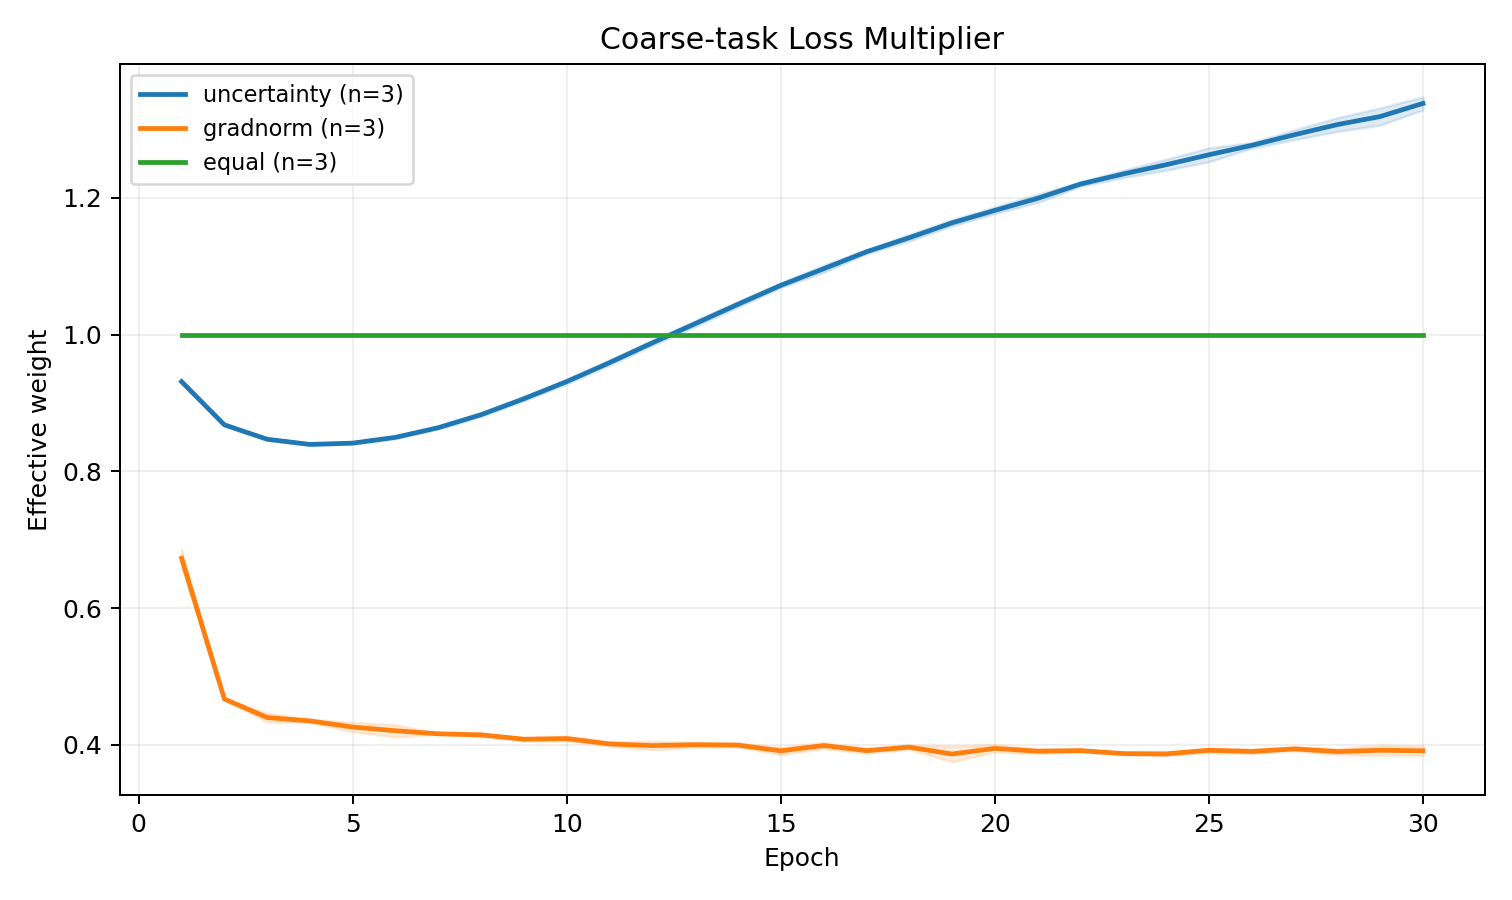 Coarse-task Loss Multiplier
uncertainty (n=3)
gradnorm (n=3)
equal (n=3)
Effective weight
1.2
1.0
0.8
0.6
0.4
0 5 10 15 20 25 30
Epoch